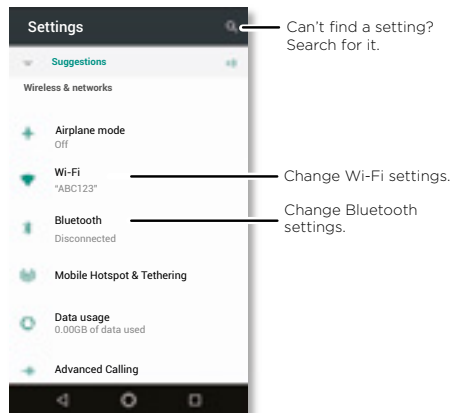 Settings
Can't find a setting?
Search for it.
Suggestions
Wireless & networks
Airplane mode
Off
Wi-Fi
"ABC123"
Change Wi-Fi settings.
Bluetooth
Disconnected
Change Bluetooth
settings.
Mobile Hotspot & Tethering
Data usage
0.00GB of data used
Advanced Calling